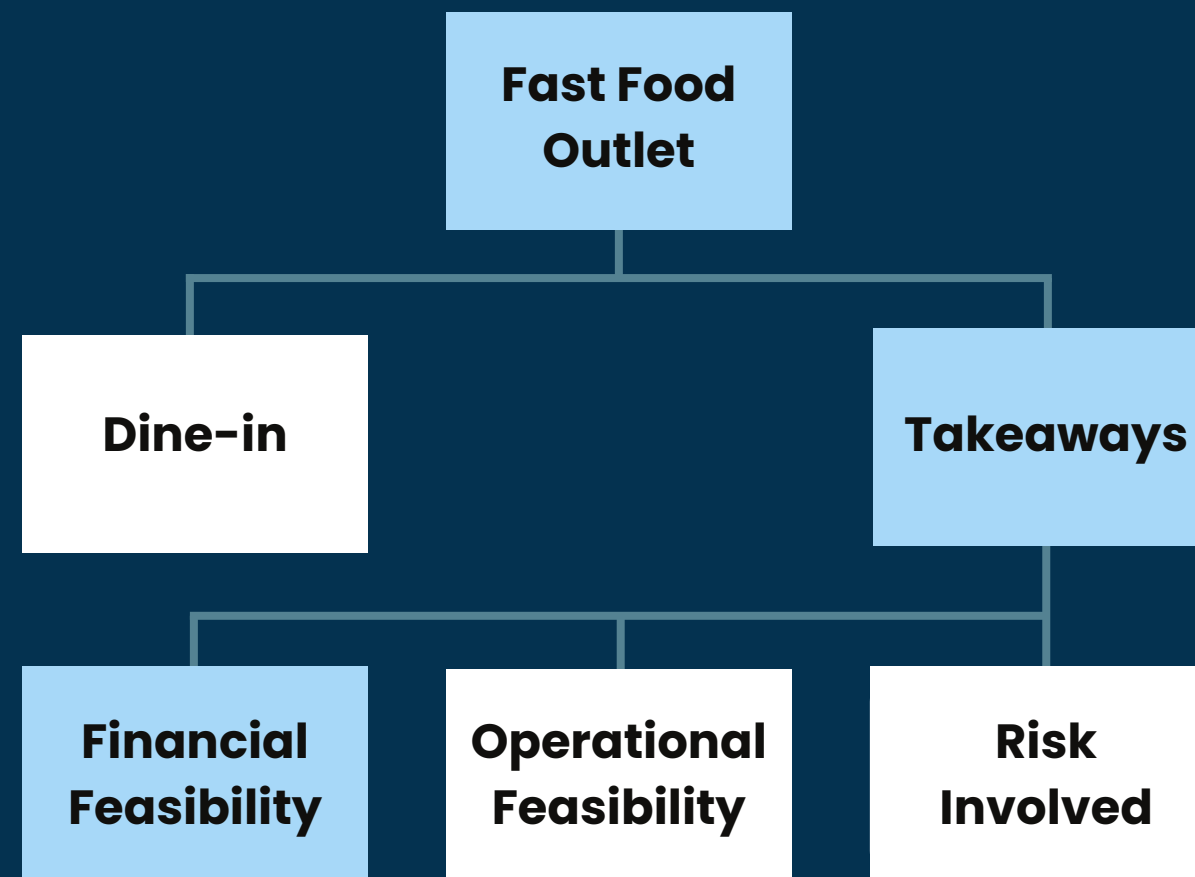 Fast Food
Outlet
Dine-in
Takeaways
Financial
Feasibility
Operational
Feasibility
Risk
Involved